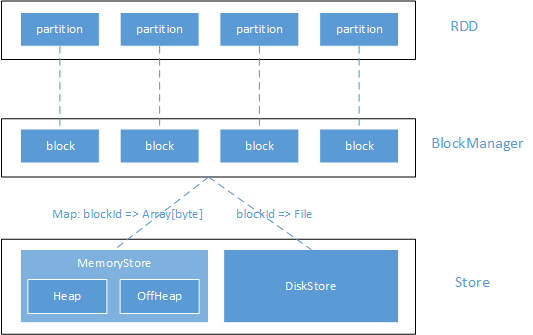 partition partition partition partition RDD
block block block block BlockManager
Map: blockId => Array[byte] blockId => File
MemoryStore
Heap OffHeap DiskStore Store